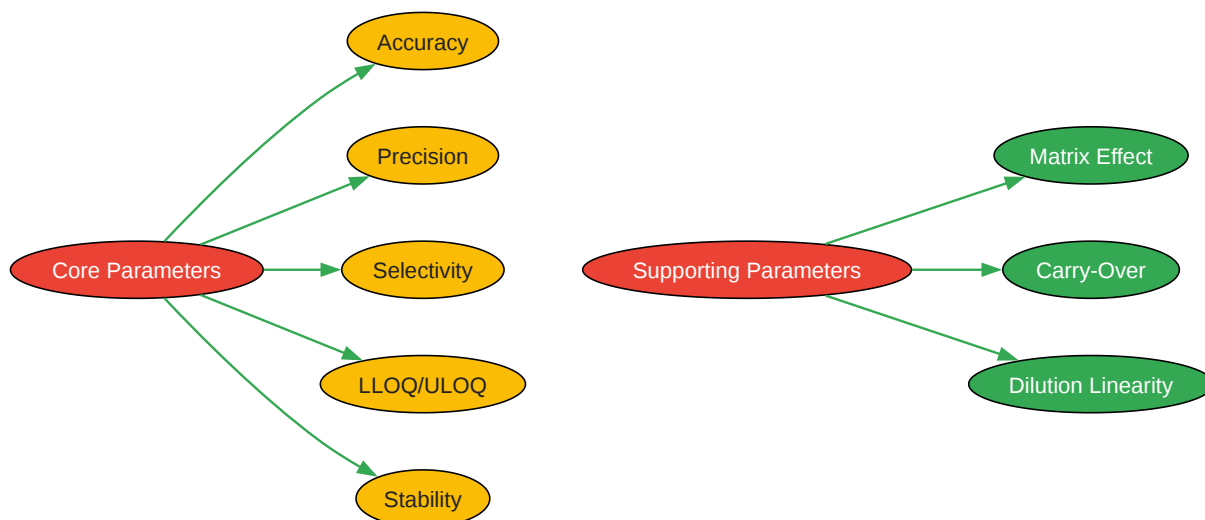 Core Parameters
Accuracy
Precision
Selectivity
LLOQ/ULOQ
Stability
Supporting Parameters
Matrix Effect
Carry-Over
Dilution Linearity